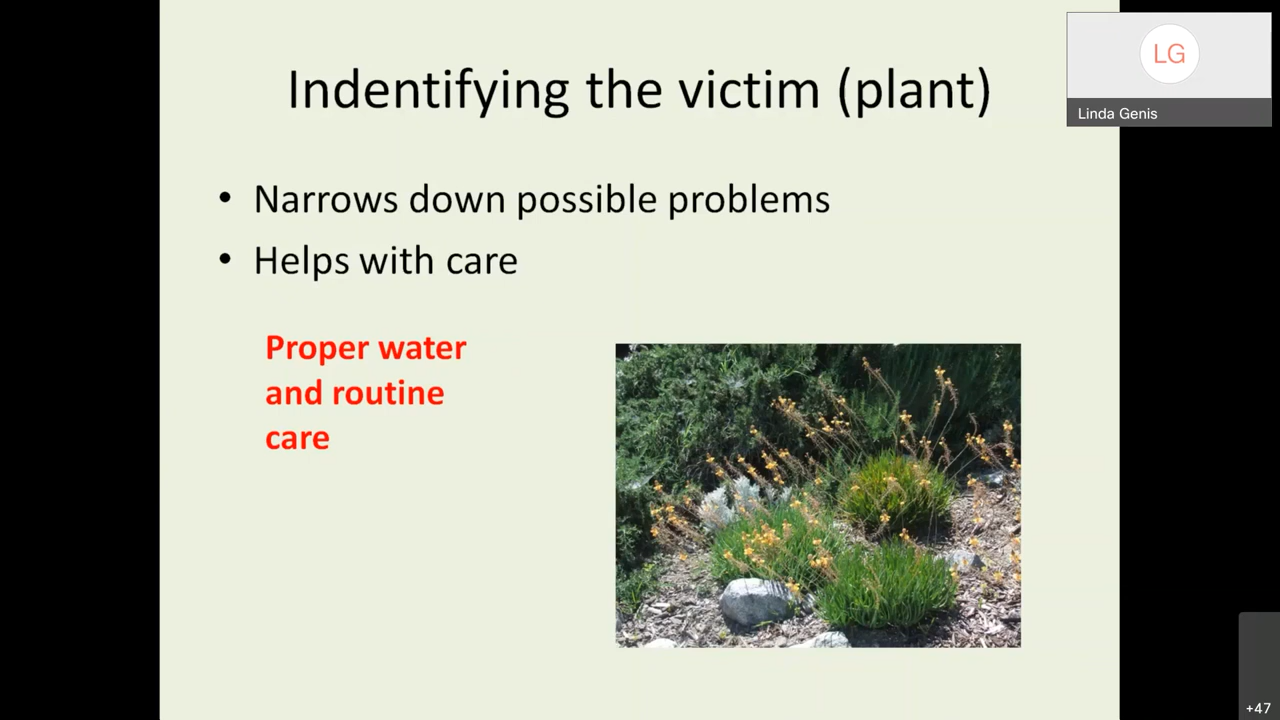 Indentifying the victim (plant)
• Narrows down possible problems
• Helps with care
Proper water
and routine
care
LG
Linda Genis
+47